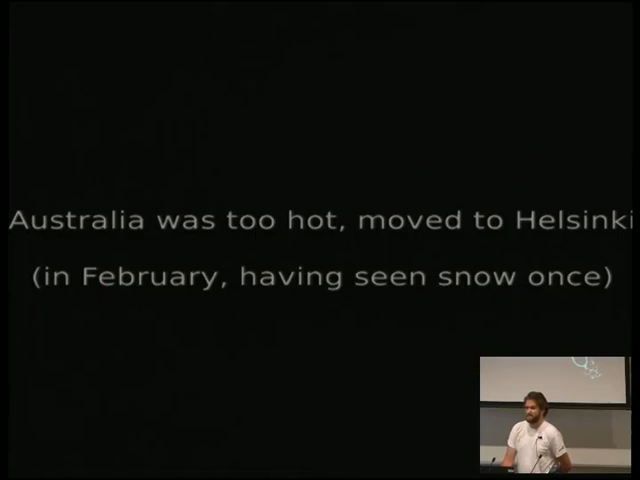 Australia was too hot, moved to Helsinki
(in February, having seen snow once)